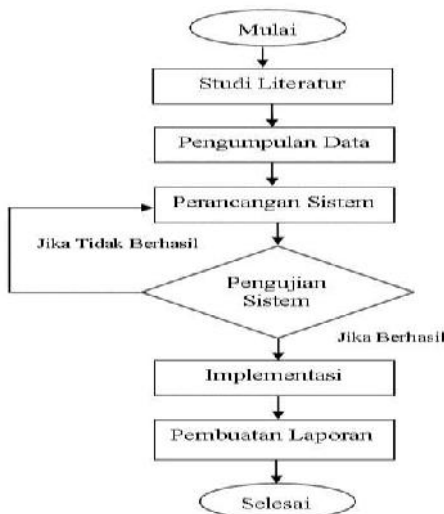 Mulai
Studi Literatur
Pengumpulan Data
Perancangan Sistem
Jika Tidak Berhasil
Pengujian
Sistem
Jika Berhasil
Implementasi
Pembuatan Laporan
Selesai